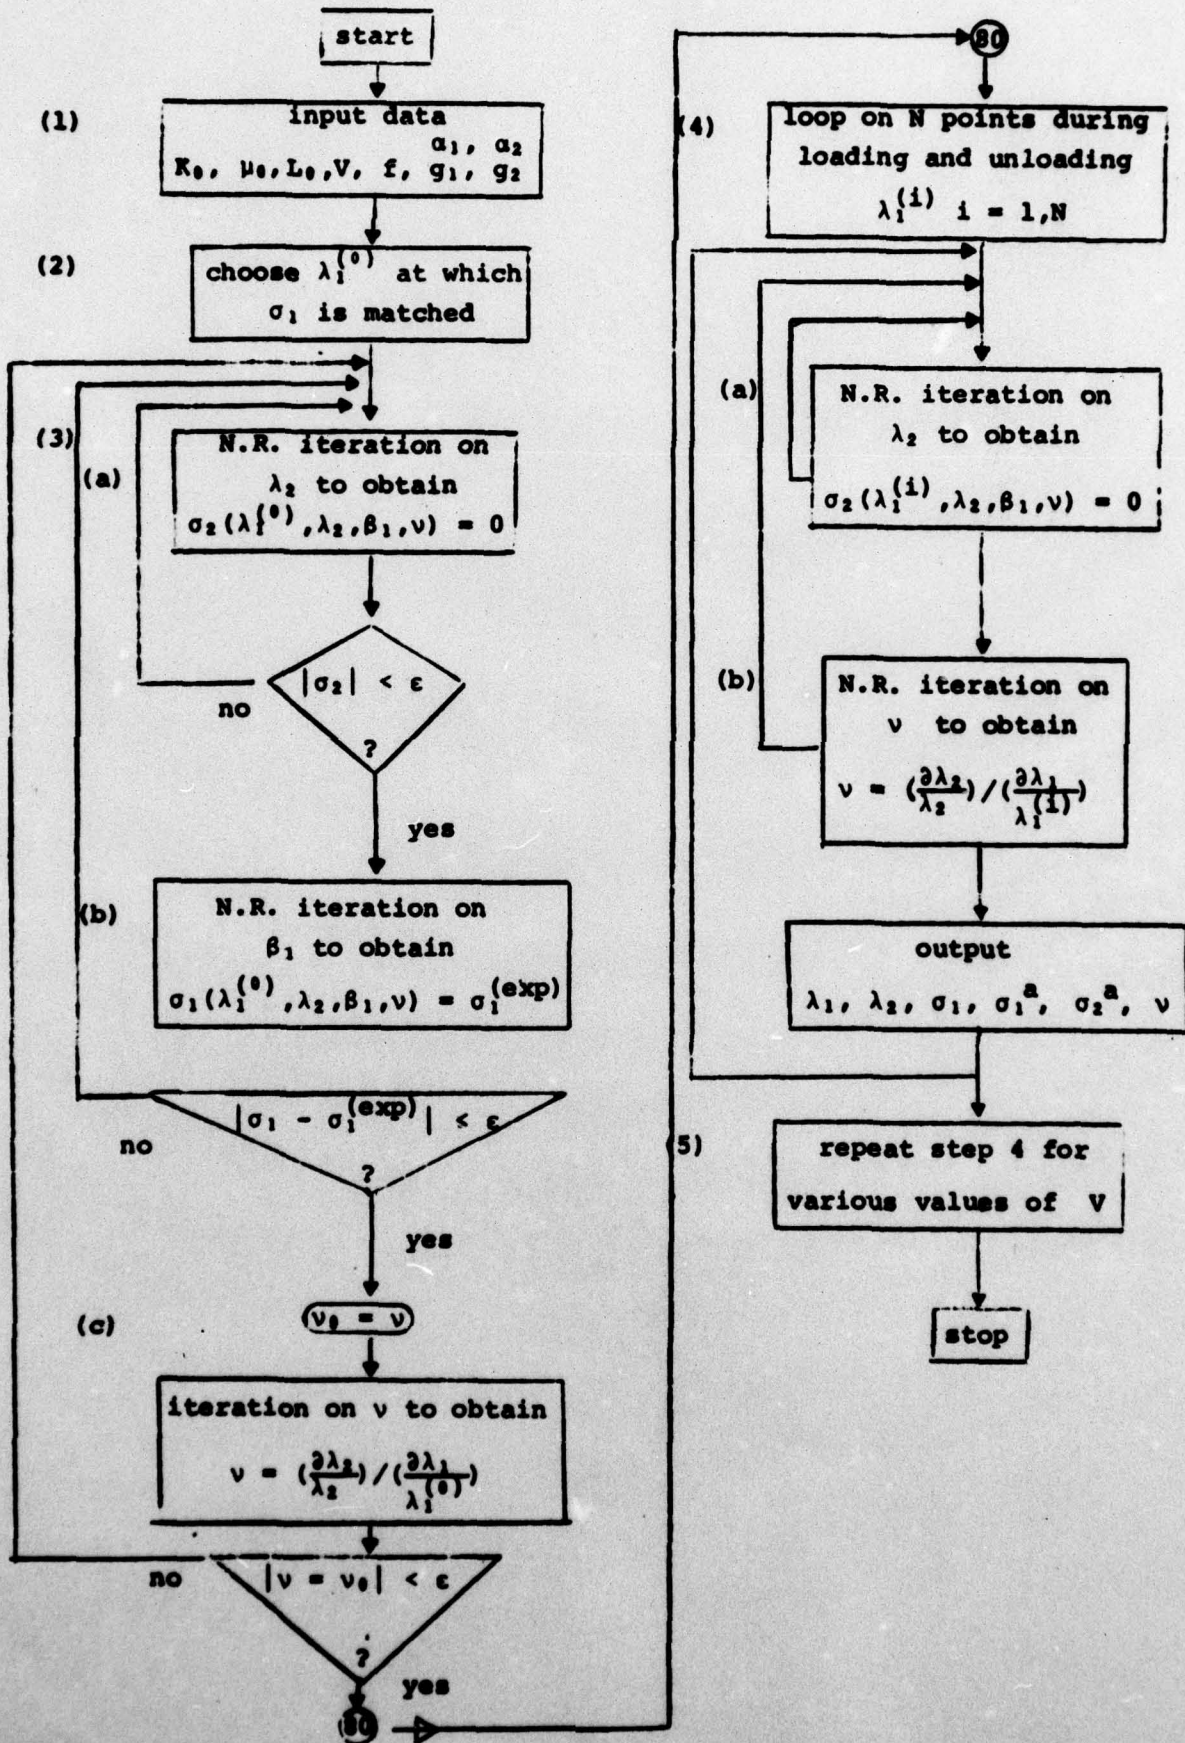 start
(1)
input data
α₁, α₂
K₀, μ₀, L₀, V, f, g₁, g₂
(2)
choose λ₁⁽⁰⁾ at which
σ₁ is matched
(3)
(a)
N.R. iteration on
λ₂ to obtain
σ₂(λ₁⁽⁰⁾, λ₂, β₁, ν) = 0
|σ₂| < ε
?
no
yes
(b)
N.R. iteration on
β₁ to obtain
σ₁(λ₁⁽⁰⁾, λ₂, β₁, ν) = σ₁⁽ᵉˣᵖ⁾
|σ₁ - σ₁⁽ᵉˣᵖ⁾| < ε
?
no
yes
(c)
ν₀ = ν
iteration on ν to obtain
ν = (∂λ₂/λ₂)/(∂λ₁/λ₁⁽⁰⁾)
|ν = ν₀| < ε
?
no
yes
80
80
(4)
loop on N points during
loading and unloading
λ₁⁽ⁱ⁾ i = 1,N
(a)
N.R. iteration on
λ₂ to obtain
σ₂(λ₁⁽ⁱ⁾, λ₂, β₁, ν) = 0
(b)
N.R. iteration on
ν to obtain
ν = (∂λ₂/λ₂)/(∂λ₁/λ₁⁽ⁱ⁾)
output
λ₁, λ₂, σ₁, σ₁ᵃ, σ₂ᵃ, ν
(5)
repeat step 4 for
various values of V
stop